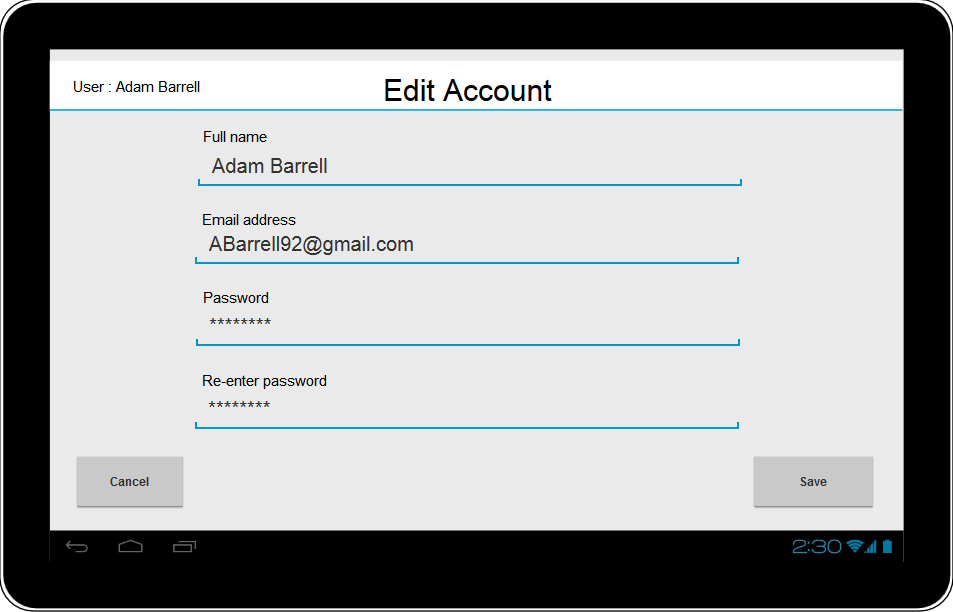 User : Adam Barrell
Edit Account
Full name
Adam Barrell
Email address
ABarrell92@gmail.com
Password
********
Re-enter password
********
Cancel
Save
2:30